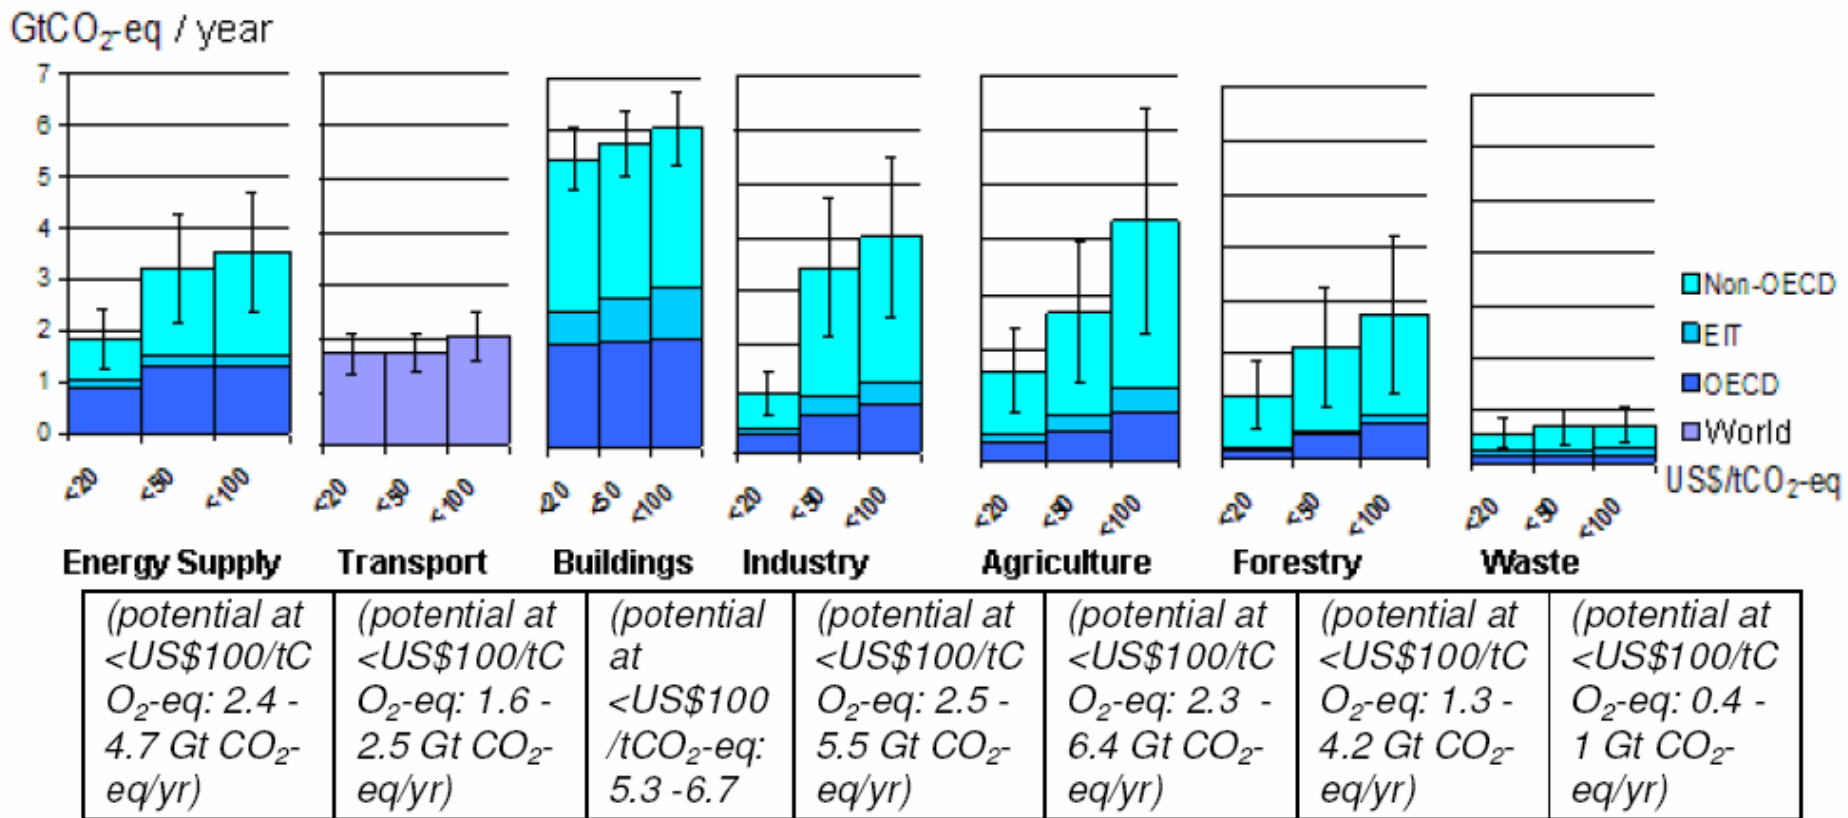 GtCO₂-eq / year
7
6
5
4
3
2
1
0
<20 <50 <100
<20 <50 <100
<20 <50 <100
<20 <50 <100
<20 <50 <100
<20 <50 <100
<20 <50 <100
Non-OECD
EIT
OECD
World
US$/tCO₂-eq
Energy Supply Transport Buildings Industry Agriculture Forestry Waste
(potential at
<US$100/tC
O₂-eq: 2.4 -
4.7 Gt CO₂-
eq/yr)
(potential at
<US$100/tC
O₂-eq: 1.6 -
2.5 Gt CO₂-
eq/yr)
(potential
at
<US$100
/tCO₂-eq:
5.3 -6.7
(potential at
<US$100/tC
O₂-eq: 2.5 -
5.5 Gt CO₂-
eq/yr)
(potential at
<US$100/tC
O₂-eq: 2.3 -
6.4 Gt CO₂-
eq/yr)
(potential at
<US$100/tC
O₂-eq: 1.3 -
4.2 Gt CO₂-
eq/yr)
(potential at
<US$100/tC
O₂-eq: 0.4 -
1 Gt CO₂-
eq/yr)